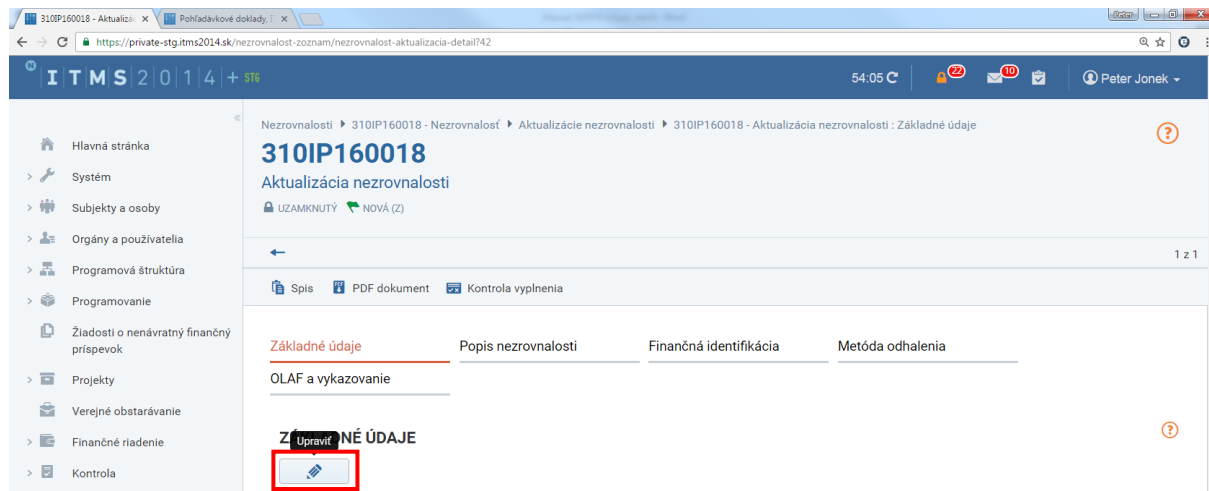 310IP160018 - Aktualizá
Pohľadávkové doklady, I
Peter
https://private-stg.itms2014.sk/nezrovnalost-zoznam/nezrovnalost-aktualizacia-detail?42
ITMS2014+ STG
54:05
22
10
Peter Jonek
Nezrovnalosti 310IP160018 - Nezrovnalosť Aktualizácie nezrovnalosti 310IP160018 - Aktualizácia nezrovnalosti : Základné údaje
310IP160018
Aktualizácia nezrovnalosti
UZAMKNUTÝ NOVÁ (Z)
1 z 1
Spis PDF dokument Kontrola vyplnenia
Hlavná stránka
Systém
Subjekty a osoby
Orgány a používatelia
Programová štruktúra
Programovanie
Žiadosti o nenávratný finančný
príspevok
Projekty
Verejné obstarávanie
Finančné riadenie
Kontrola
Základné údaje Popis nezrovnalosti Finančná identifikácia Metóda odhalenia
OLAF a vykazovanie
ZÁKLADNÉ ÚDAJE
Upraviť